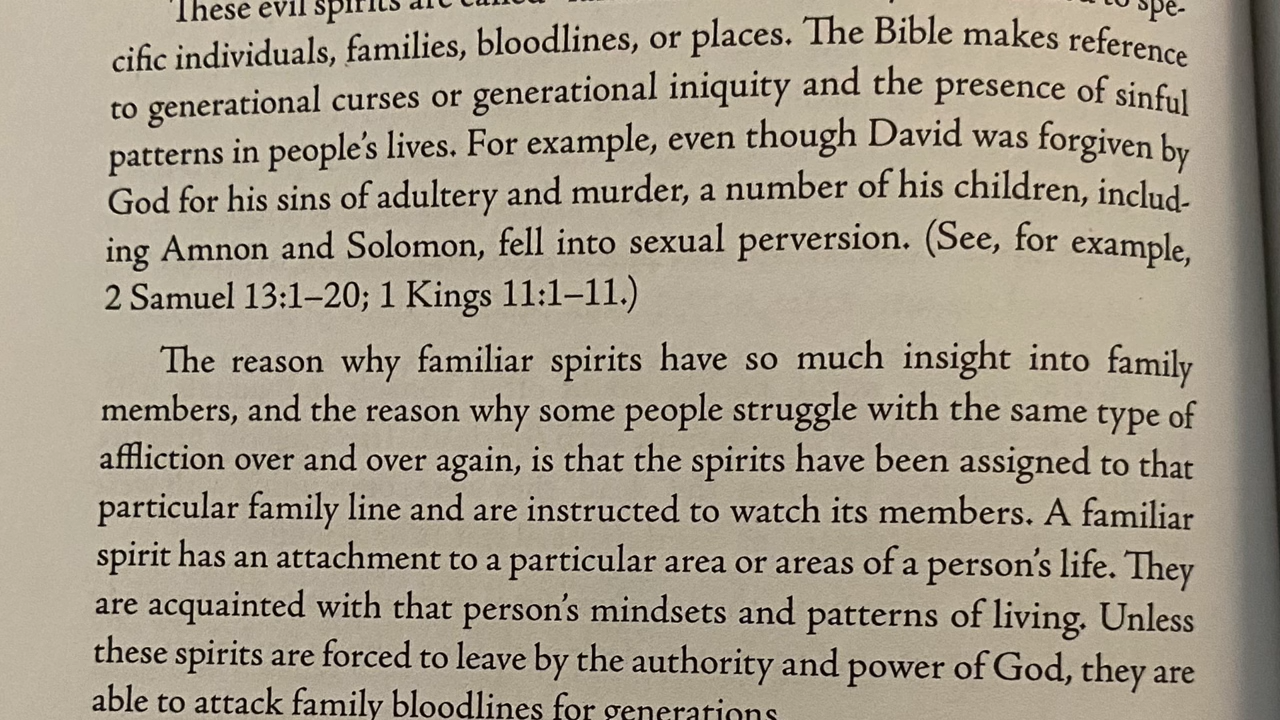 These evil spirits are called
to spe-
cific individuals, families, bloodlines, or places. The Bible makes reference
to generational curses or generational iniquity and the presence of sinful
patterns in people's lives. For example, even though David was forgiven by
God for his sins of adultery and murder, a number of his children, includ-
ing Amnon and Solomon, fell into sexual perversion. (See, for example,
2 Samuel 13:1–20; 1 Kings 11:1–11.)
The reason why familiar spirits have so much insight into family
members, and the reason why some people struggle with the same type of
affliction over and over again, is that the spirits have been assigned to that
particular family line and are instructed to watch its members. A familiar
spirit has an attachment to a particular area or areas of a person's life. They
are acquainted with that person's mindsets and patterns of living. Unless
these spirits are forced to leave by the authority and power of God, they are
able to attack family bloodlines for generations.